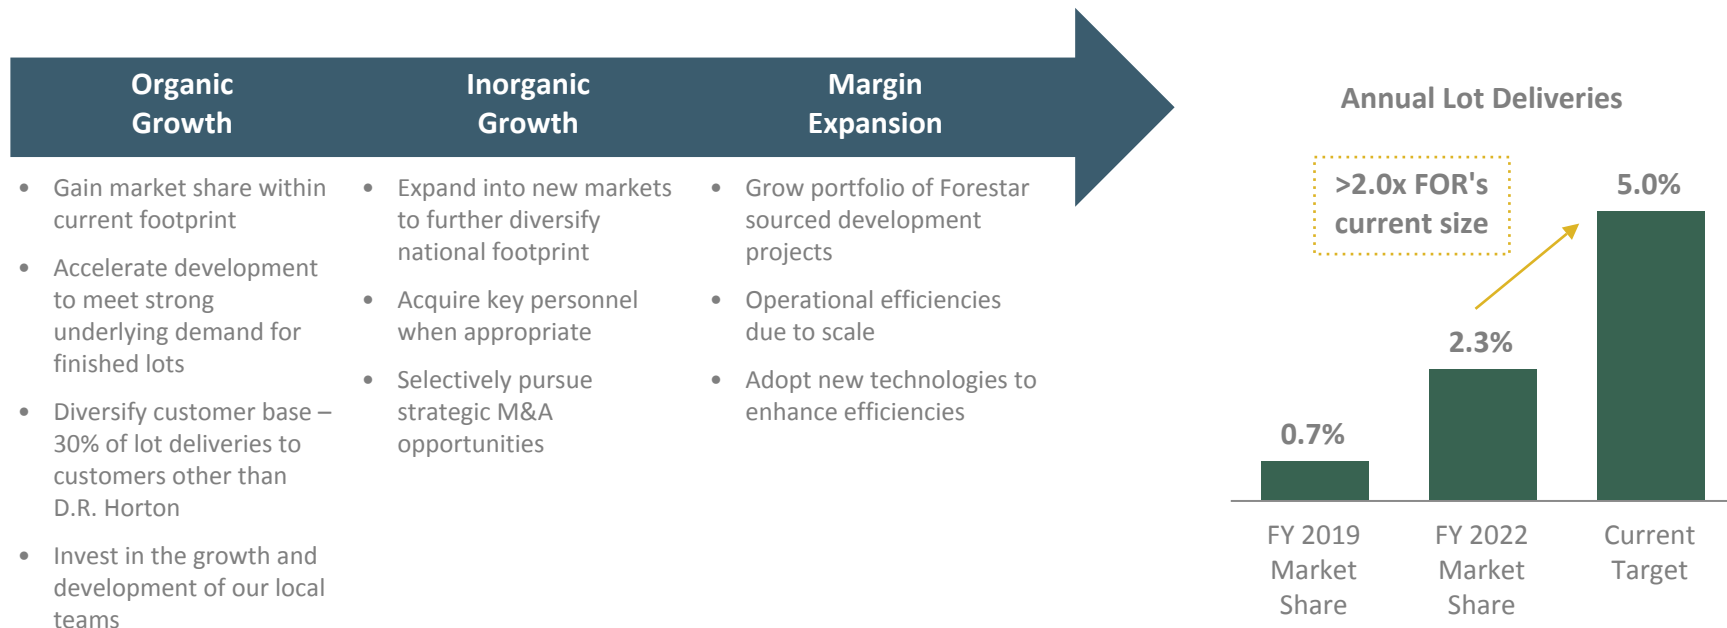 Organic
Growth
Inorganic
Growth
Margin
Expansion
• Gain market share within
current footprint
• Accelerate development
to meet strong
underlying demand for
finished lots
• Diversify customer base –
30% of lot deliveries to
customers other than
D.R. Horton
• Invest in the growth and
development of our local
teams
• Expand into new markets
to further diversify
national footprint
• Acquire key personnel
when appropriate
• Selectively pursue
strategic M&A
opportunities
• Grow portfolio of Forestar
sourced development
projects
• Operational efficiencies
due to scale
• Adopt new technologies to
enhance efficiencies
Annual Lot Deliveries
>2.0x FOR's
current size
5.0%
2.3%
0.7%
FY 2019
Market
Share
FY 2022
Market
Share
Current
Target